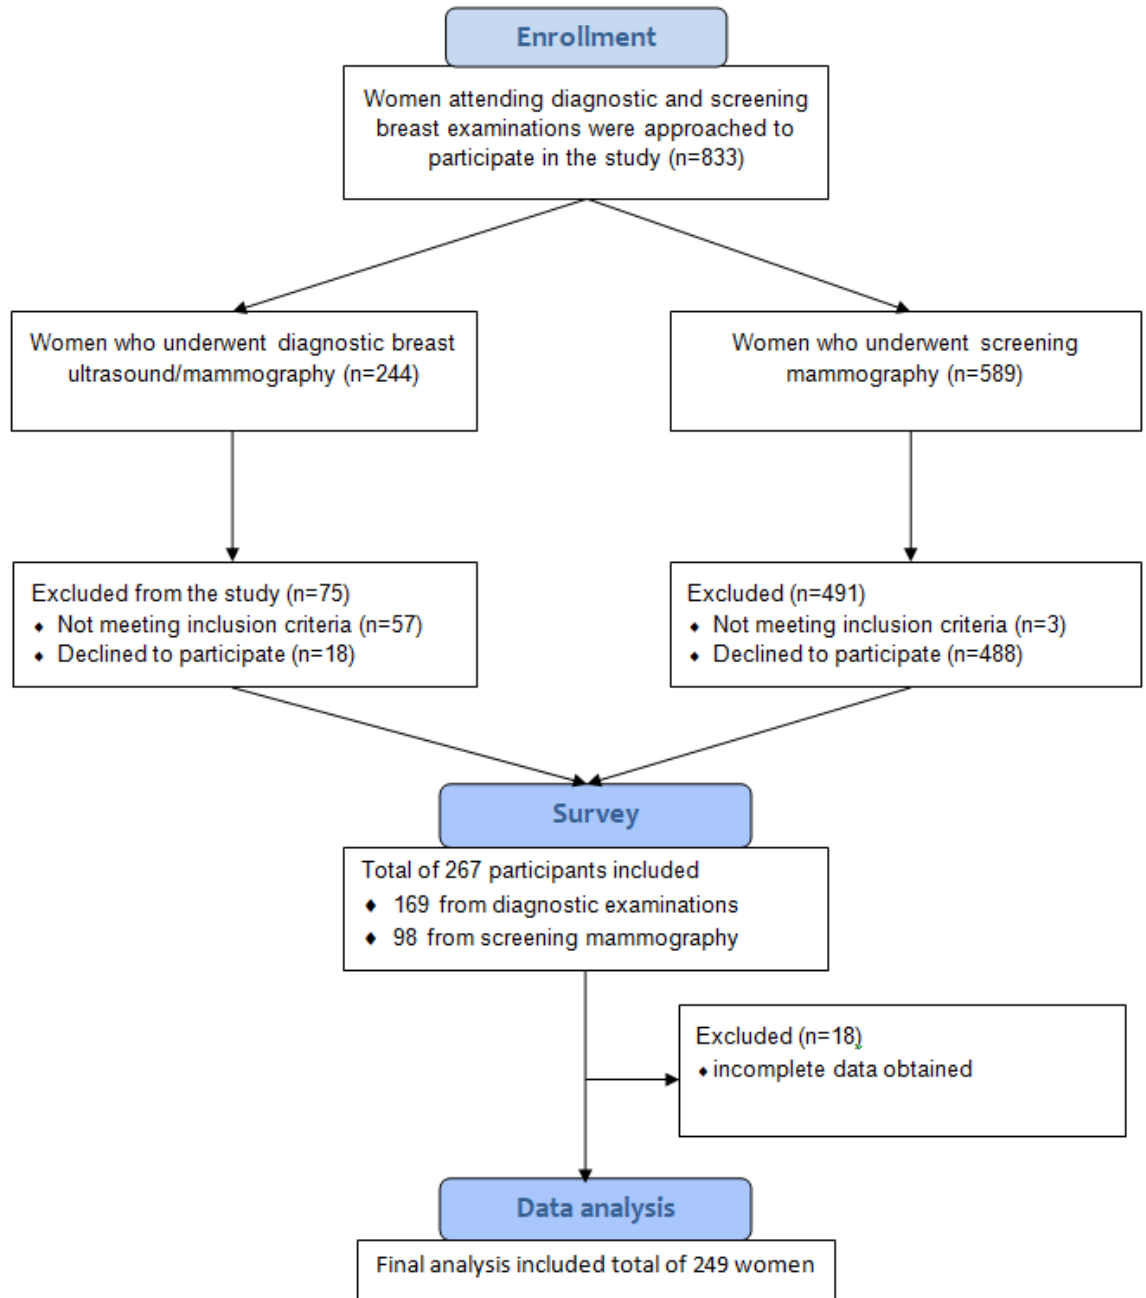 Enrollment
Women attending diagnostic and screening
breast examinations were approached to
participate in the study (n=833)
Women who underwent diagnostic breast
ultrasound/mammography (n=244)
Women who underwent screening
mammography (n=589)
Excluded from the study (n=75)
♦ Not meeting inclusion criteria (n=57)
♦ Declined to participate (n=18)
Excluded (n=491)
♦ Not meeting inclusion criteria (n=3)
♦ Declined to participate (n=488)
Survey
Total of 267 participants included
♦ 169 from diagnostic examinations
♦ 98 from screening mammography
Excluded (n=18)
♦ incomplete data obtained
Data analysis
Final analysis included total of 249 women